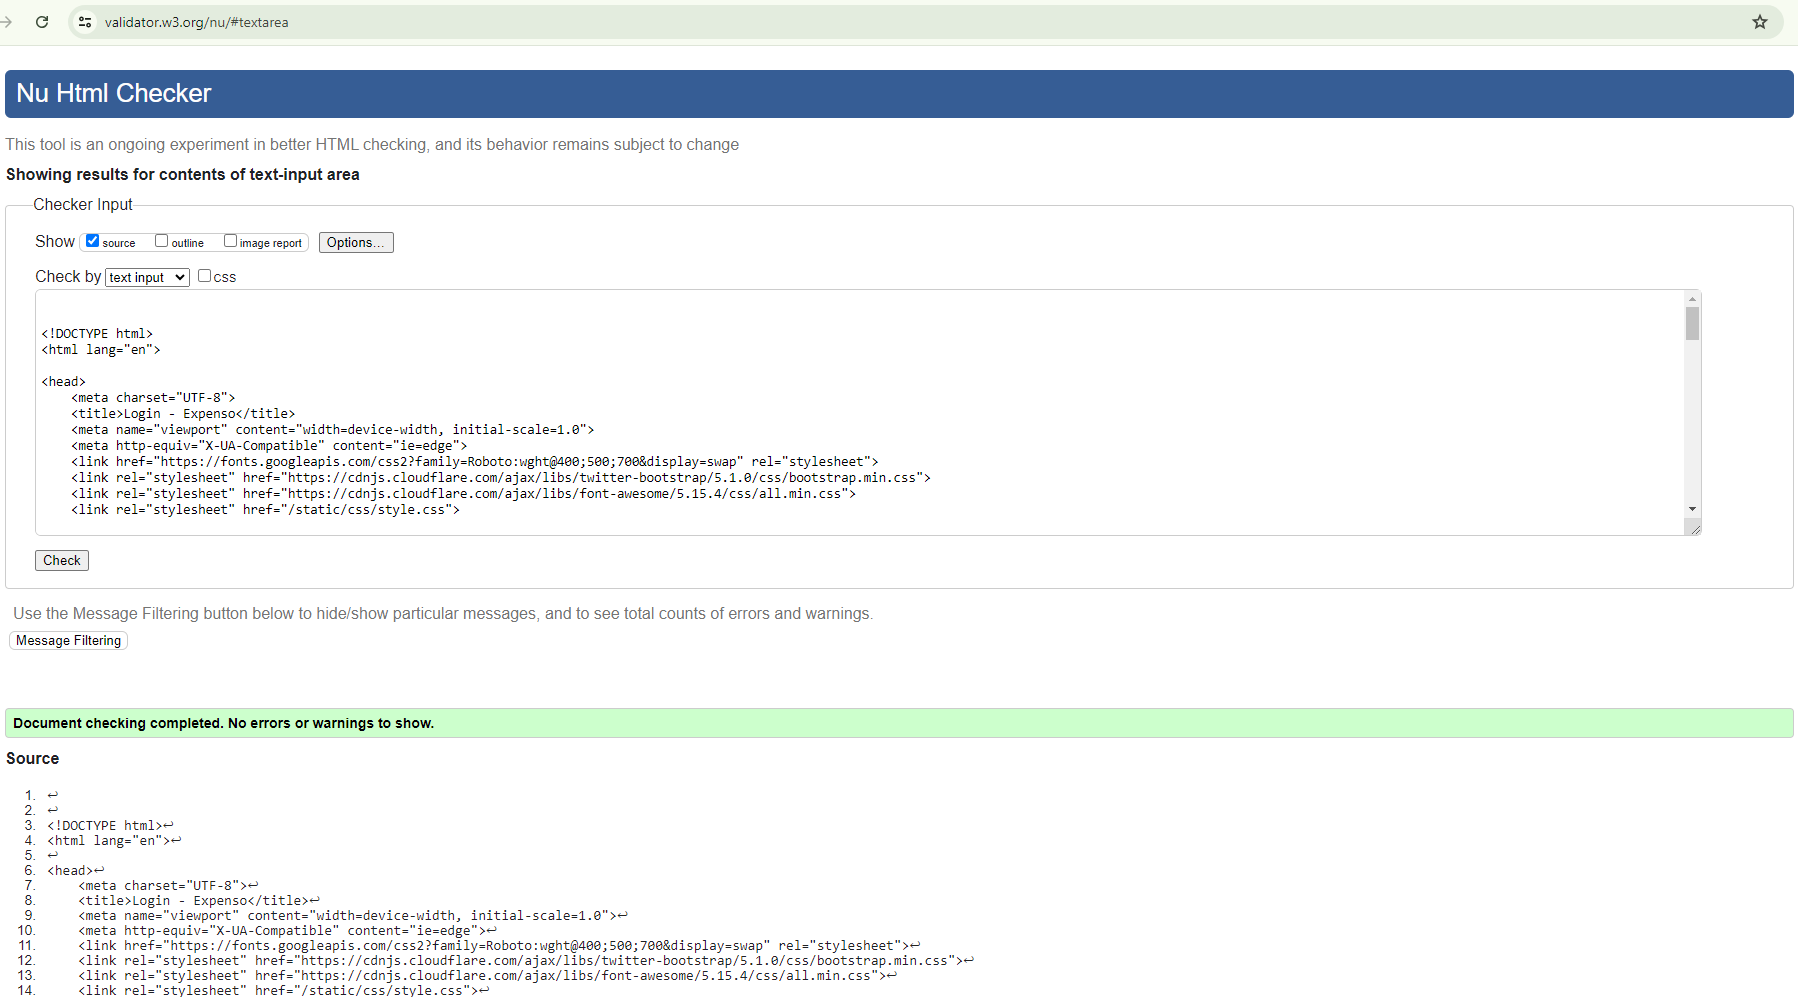 validator.w3.org/nu/#textarea
Nu Html Checker
This tool is an ongoing experiment in better HTML checking, and its behavior remains subject to change
Showing results for contents of text-input area
Checker Input
Show source outline image report Options...
Check by text input css
<!DOCTYPE html>
<html lang="en">
<head>
    <meta charset="UTF-8">
    <title>Login - Expenso</title>
    <meta name="viewport" content="width=device-width, initial-scale=1.0">
    <meta http-equiv="X-UA-Compatible" content="ie=edge">
    <link href="https://fonts.googleapis.com/css2?family=Roboto:wght@400;500;700&display=swap" rel="stylesheet">
    <link rel="stylesheet" href="https://cdnjs.cloudflare.com/ajax/libs/twitter-bootstrap/5.1.0/css/bootstrap.min.css">
    <link rel="stylesheet" href="https://cdnjs.cloudflare.com/ajax/libs/font-awesome/5.15.4/css/all.min.css">
    <link rel="stylesheet" href="/static/css/style.css">
Check
Use the Message Filtering button below to hide/show particular messages, and to see total counts of errors and warnings.
Message Filtering
Document checking completed. No errors or warnings to show.
Source
1. ↩
2. ↩
3. <!DOCTYPE html>↩
4. <html lang="en">↩
5. ↩
6. <head>↩
7.     <meta charset="UTF-8">↩
8.     <title>Login - Expenso</title>↩
9.     <meta name="viewport" content="width=device-width, initial-scale=1.0">↩
10.     <meta http-equiv="X-UA-Compatible" content="ie=edge">↩
11.     <link href="https://fonts.googleapis.com/css2?family=Roboto:wght@400;500;700&display=swap" rel="stylesheet">↩
12.     <link rel="stylesheet" href="https://cdnjs.cloudflare.com/ajax/libs/twitter-bootstrap/5.1.0/css/bootstrap.min.css">↩
13.     <link rel="stylesheet" href="https://cdnjs.cloudflare.com/ajax/libs/font-awesome/5.15.4/css/all.min.css">↩
14.     <link rel="stylesheet" href="/static/css/style.css">↩